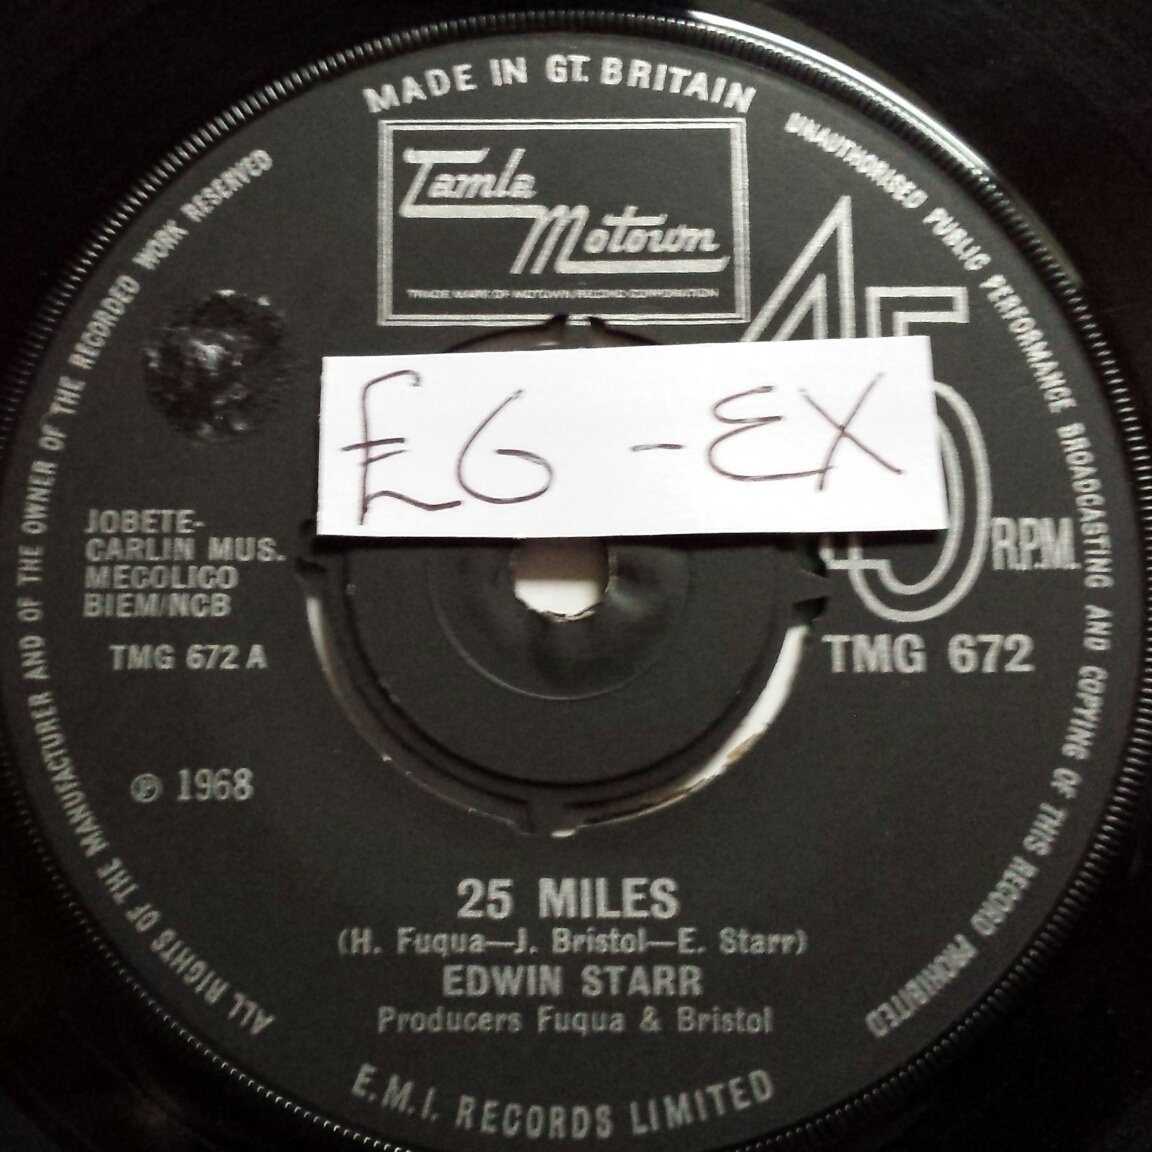 MADE IN GT. BRITAIN
Tamla
Motown
TRADE MARK OF MOTOWN RECORD CORPORATION
ALL RIGHTS OF THE MANUFACTURER AND OF THE OWNER OF THE RECORDED WORK RESERVED
UNAUTHORISED PUBLIC PERFORMANCE BROADCASTING AND COPYING OF THIS RECORD PROHIBITED
45
£6 - EX
R.P.M.
JOBETE-
CARLIN MUS.
MECOLICO
BIEM/NCB
TMG 672 A
TMG 672
℗ 1968
25 MILES
(H. Fuqua—J. Bristol—E. Starr)
EDWIN STARR
Producers Fuqua & Bristol
E.M.I. RECORDS LIMITED